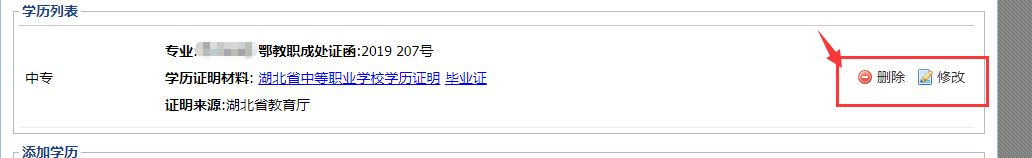 学历列表
专业: 鄂教职成处证函:2019 207号
中专
学历证明材料: 湖北省中等职业学校学历证明 毕业证
删除 修改
证明来源:湖北省教育厅
添加学历